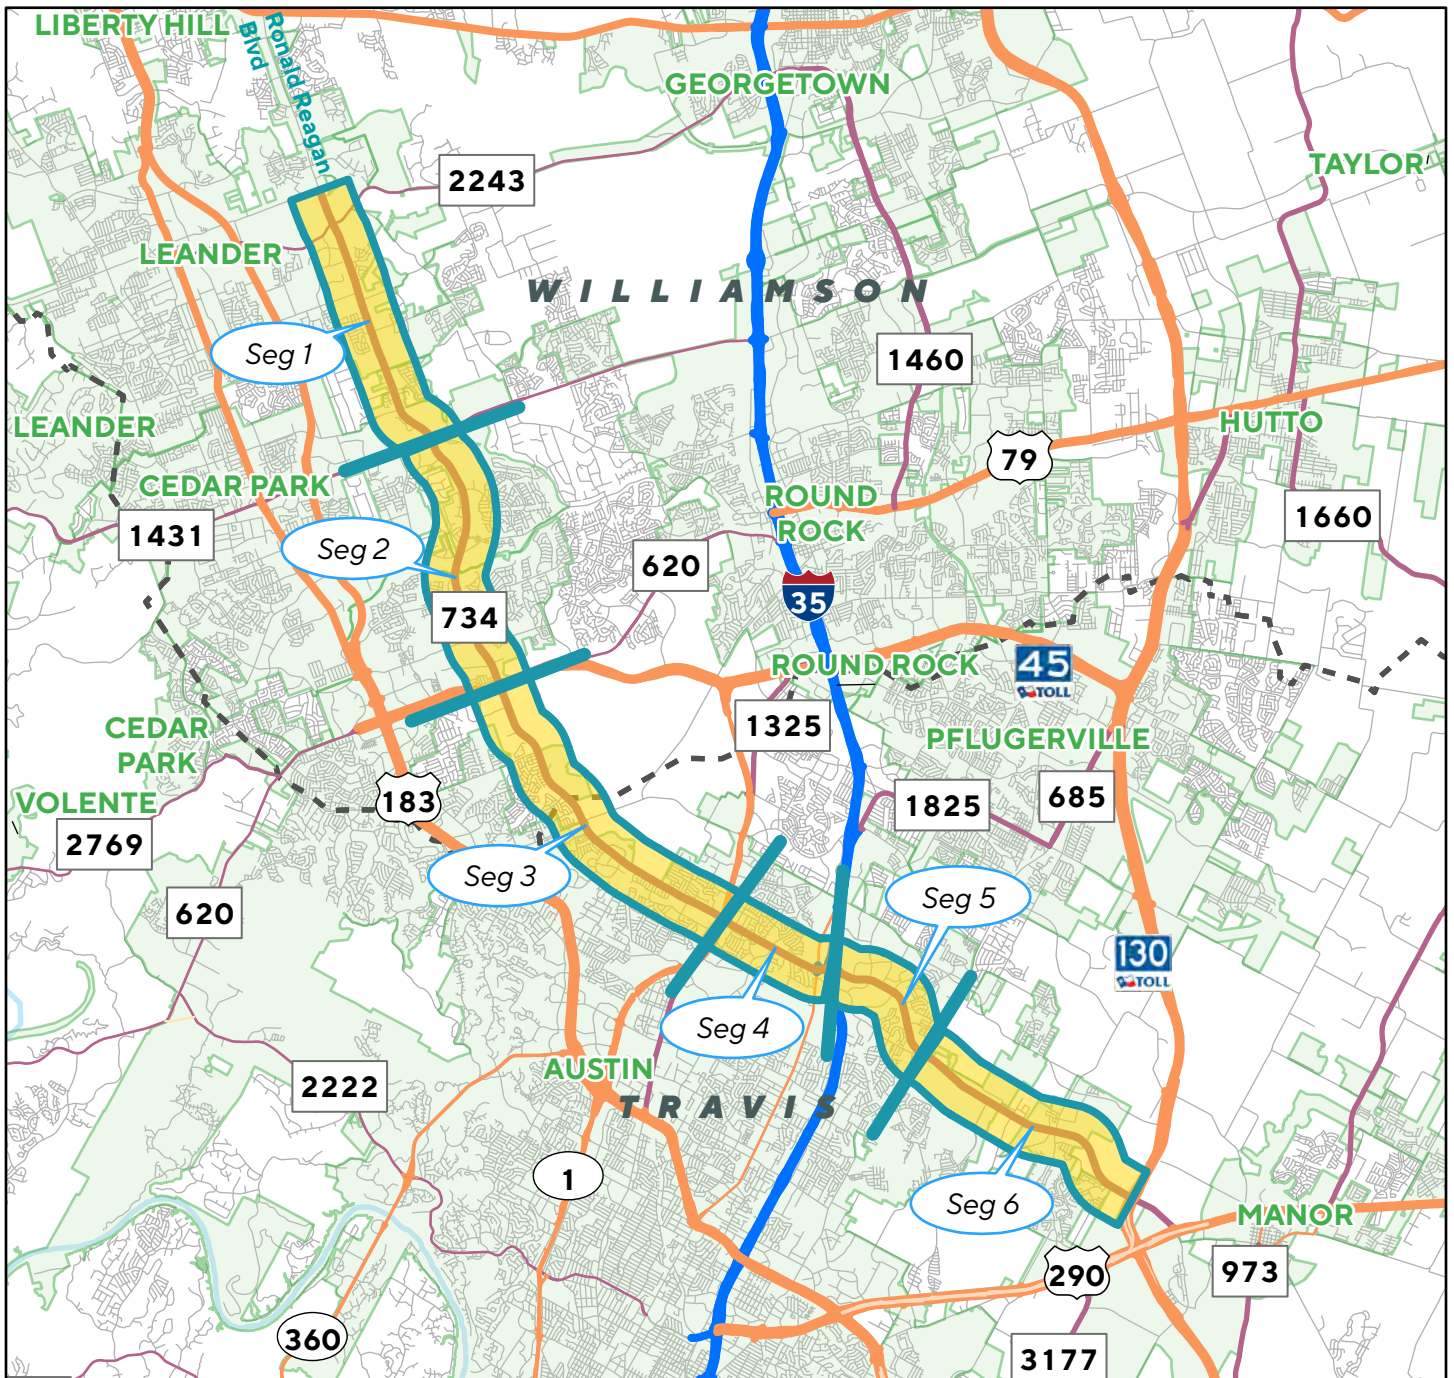 LIBERTY HILL
Ronald Reagan
Blvd
GEORGETOWN
TAYLOR
2243
LEANDER
WILLIAMSON
Seg 1
1460
LEANDER
HUTTO
79
CEDAR PARK
ROUND
ROCK
1660
1431
Seg 2
620
35
734
ROUND ROCK
45
TOLL
CEDAR
PARK
1325
PFLUGERVILLE
VOLENTE
183
1825
685
2769
Seg 3
Seg 5
620
130
TOLL
Seg 4
AUSTIN
2222
TRAVIS
1
Seg 6
MANOR
290
973
360
3177